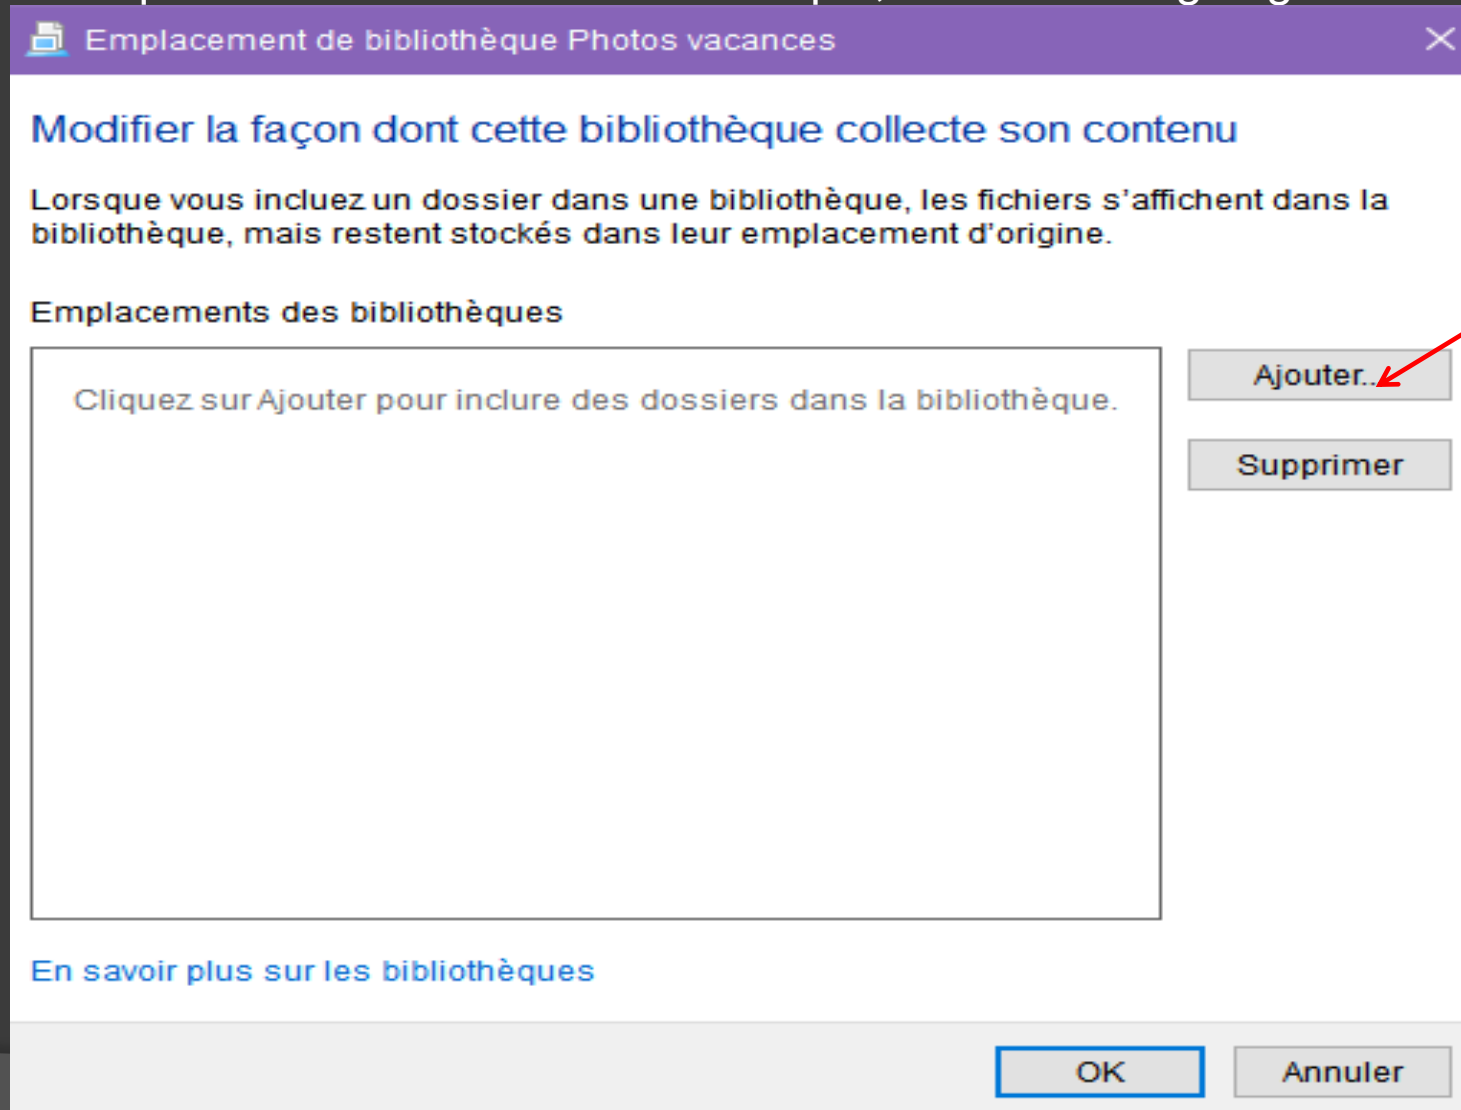 Emplacement de bibliothèque Photos vacances
Modifier la façon dont cette bibliothèque collecte son contenu
Lorsque vous incluez un dossier dans une bibliothèque, les fichiers s'affichent dans la
bibliothèque, mais restent stockés dans leur emplacement d'origine.
Emplacements des bibliothèques
Cliquez sur Ajouter pour inclure des dossiers dans la bibliothèque.
Ajouter...
Supprimer
En savoir plus sur les bibliothèques
OK
Annuler